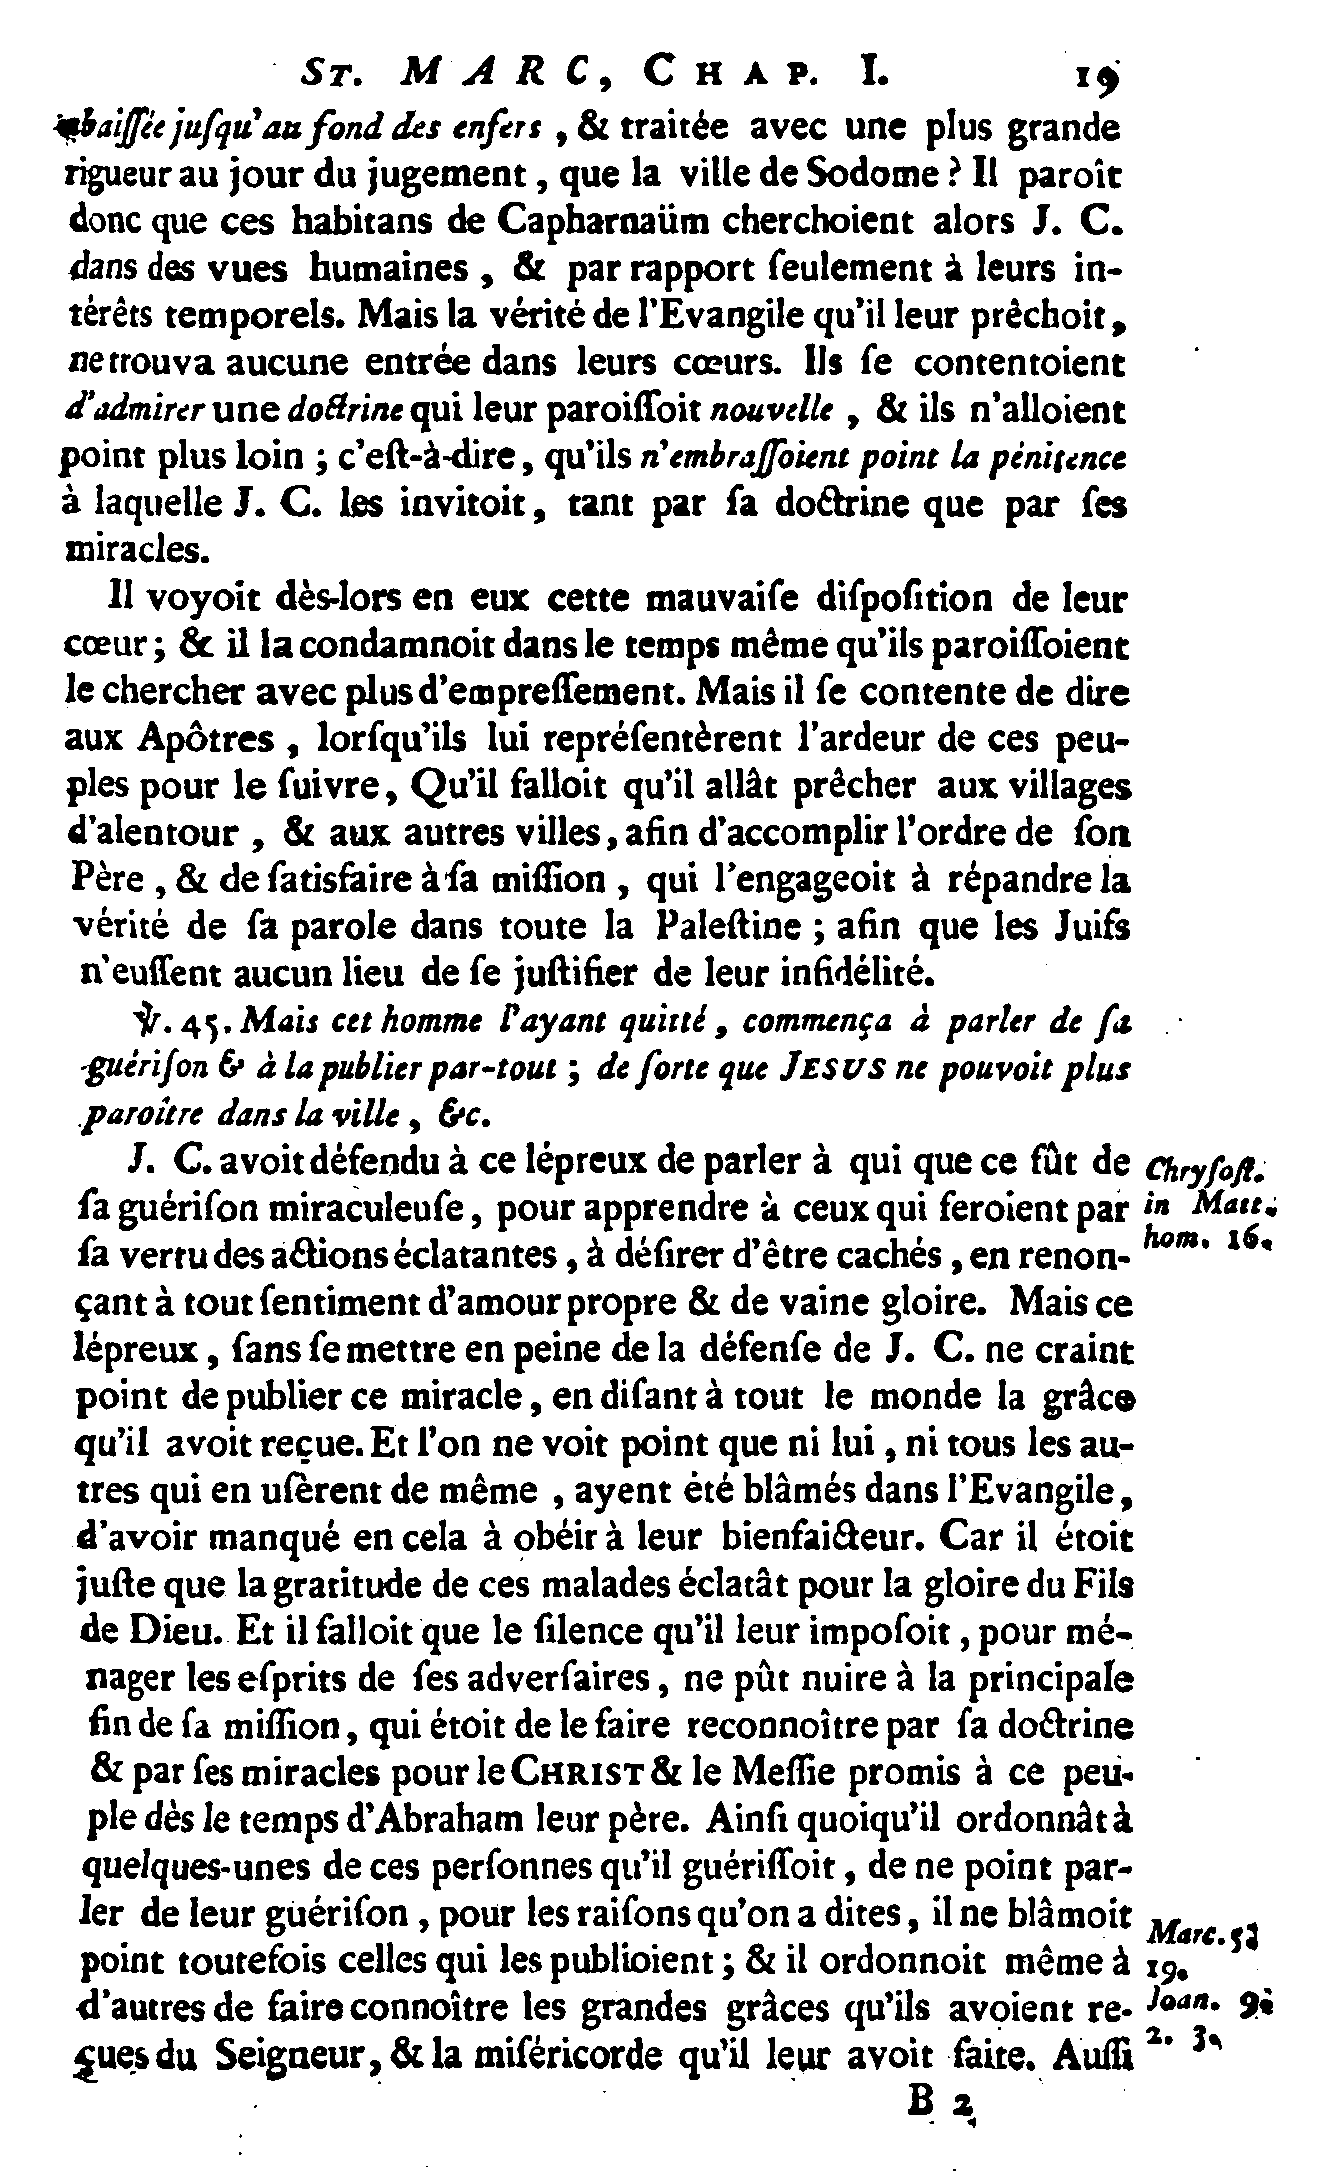 ST. MARC, CHAP. I. 19
abaiſſée juſqu'au fond des enfers, & traitée avec une plus grande
rigueur au jour du jugement, que la ville de Sodome ? Il paroît
donc que ces habitans de Capharnaüm cherchoient alors J. C.
dans des vues humaines, & par rapport ſeulement à leurs in-
térêts temporels. Mais la vérité de l'Evangile qu'il leur prêchoit,
ne trouva aucune entrée dans leurs cœurs. Ils ſe contentoient
d'admirer une doctrine qui leur paroiſſoit nouvelle, & ils n'alloient
point plus loin ; c'eſt-à-dire, qu'ils n'embraſſoient point la pénitence
à laquelle J. C. les invitoit, tant par ſa doctrine que par ſes
miracles.
Il voyoit dès-lors en eux cette mauvaiſe diſpoſition de leur
cœur ; & il la condamnoit dans le temps même qu'ils paroiſſoient
le chercher avec plus d'empreſſement. Mais il ſe contente de dire
aux Apôtres, lorſqu'ils lui repréſentèrent l'ardeur de ces peu-
ples pour le ſuivre, Qu'il falloit qu'il allât prêcher aux villages
d'alentour, & aux autres villes, afin d'accomplir l'ordre de ſon
Père, & de ſatisfaire à ſa miſſion, qui l'engageoit à répandre la
vérité de ſa parole dans toute la Paleſtine ; afin que les Juifs
n'euſſent aucun lieu de ſe juſtifier de leur infidélité.
℣. 45. Mais cet homme l'ayant quitté, commença à parler de ſa
guériſon & à la publier par-tout ; de ſorte que JESUS ne pouvoit plus
paroître dans la ville, &c.
J. C. avoit défendu à ce lépreux de parler à qui que ce fût de
ſa guériſon miraculeuſe, pour apprendre à ceux qui feroient par
ſa vertu des actions éclatantes, à déſirer d'être cachés, en renon-
çant à tout ſentiment d'amour propre & de vaine gloire. Mais ce
lépreux, ſans ſe mettre en peine de la défenſe de J. C. ne craint
point de publier ce miracle, en diſant à tout le monde la grâce
qu'il avoit reçue. Et l'on ne voit point que ni lui, ni tous les au-
tres qui en uſèrent de même, ayent été blâmés dans l'Evangile,
d'avoir manqué en cela à obéir à leur bienfaicteur. Car il étoit
juſte que la gratitude de ces malades éclatât pour la gloire du Fils
de Dieu. Et il falloit que le ſilence qu'il leur impoſoit, pour mé-
nager les eſprits de ſes adverſaires, ne pût nuire à la principale
fin de ſa miſſion, qui étoit de le faire reconnoître par ſa doctrine
& par ſes miracles pour le CHRIST & le Meſſie promis à ce peu-
ple dès le temps d'Abraham leur père. Ainſi quoiqu'il ordonnât à
quelques-unes de ces perſonnes qu'il guériſſoit, de ne point par-
ler de leur guériſon, pour les raiſons qu'on a dites, il ne blâmoit
point toutefois celles qui les publioient ; & il ordonnoit même à
d'autres de faire connoître les grandes grâces qu'ils avoient re-
çues du Seigneur, & la miſéricorde qu'il leur avoit faite. Auſſi
B 2
Chryſoſt.
in Matt.
hom. 16.
Marc. 5.
19.
Joan. 9.
2. 3.